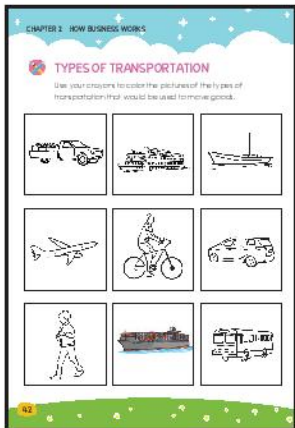 CHAPTER 2 HOW BUSINESS WORKS
TYPES OF TRANSPORTATION
Use your crayons to color the pictures of the types of
transportation that would be used to move goods.
42